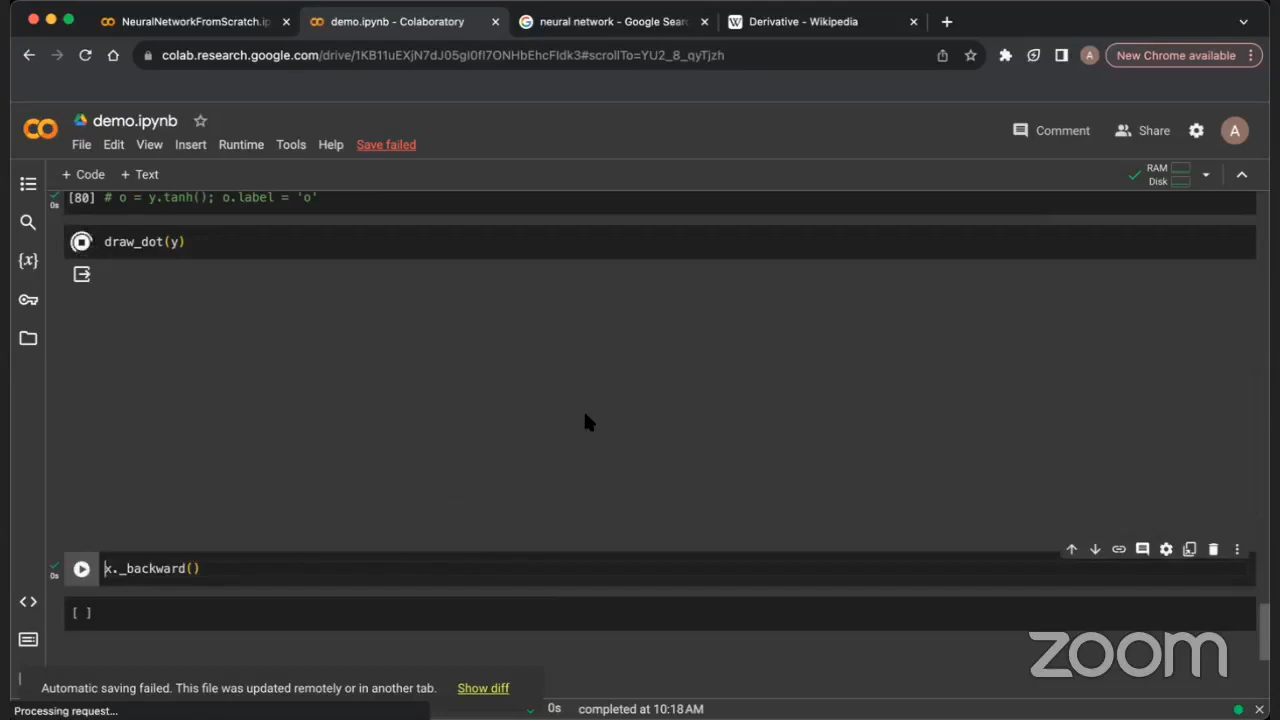 NeuralNetworkFromScratch.ip
demo.ipynb - Colaboratory
neural network - Google Sear
Derivative - Wikipedia
colab.research.google.com/drive/1KB11uEXjN7dJ05gI0fI7ONHbEhcFIdk3#scrollTo=YU2_8_qyTjzh
A
New Chrome available
demo.ipynb
Comment
Share
A
File Edit View Insert Runtime Tools Help Save failed
+ Code + Text
RAM
Disk
0s
[80] # o = y.tanh(); o.label = 'o'
draw_dot(y)
{x}
0s
x._backward()
[ ]
zoom
Automatic saving failed. This file was updated remotely or in another tab. Show diff
Processing request...
0s completed at 10:18 AM